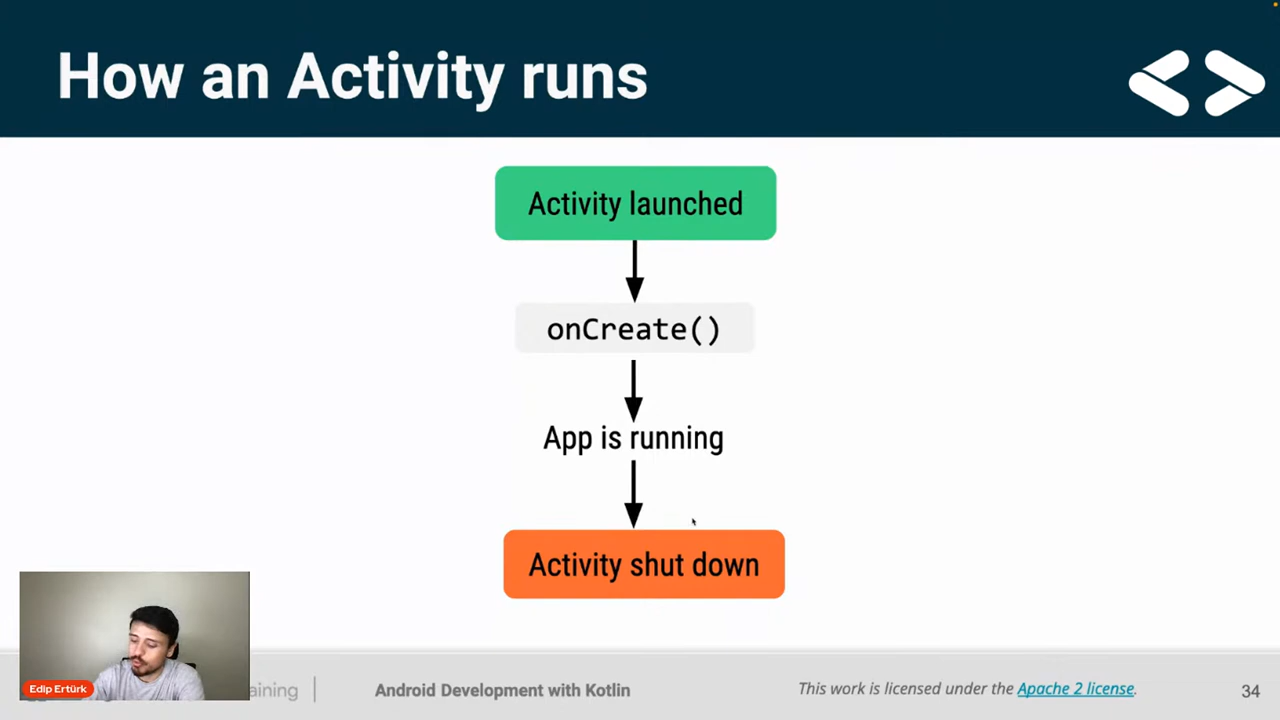 How an Activity runs
Activity launched
onCreate()
App is running
Activity shut down
Edip Ertürk
aining
Android Development with Kotlin
This work is licensed under the Apache 2 license.
34